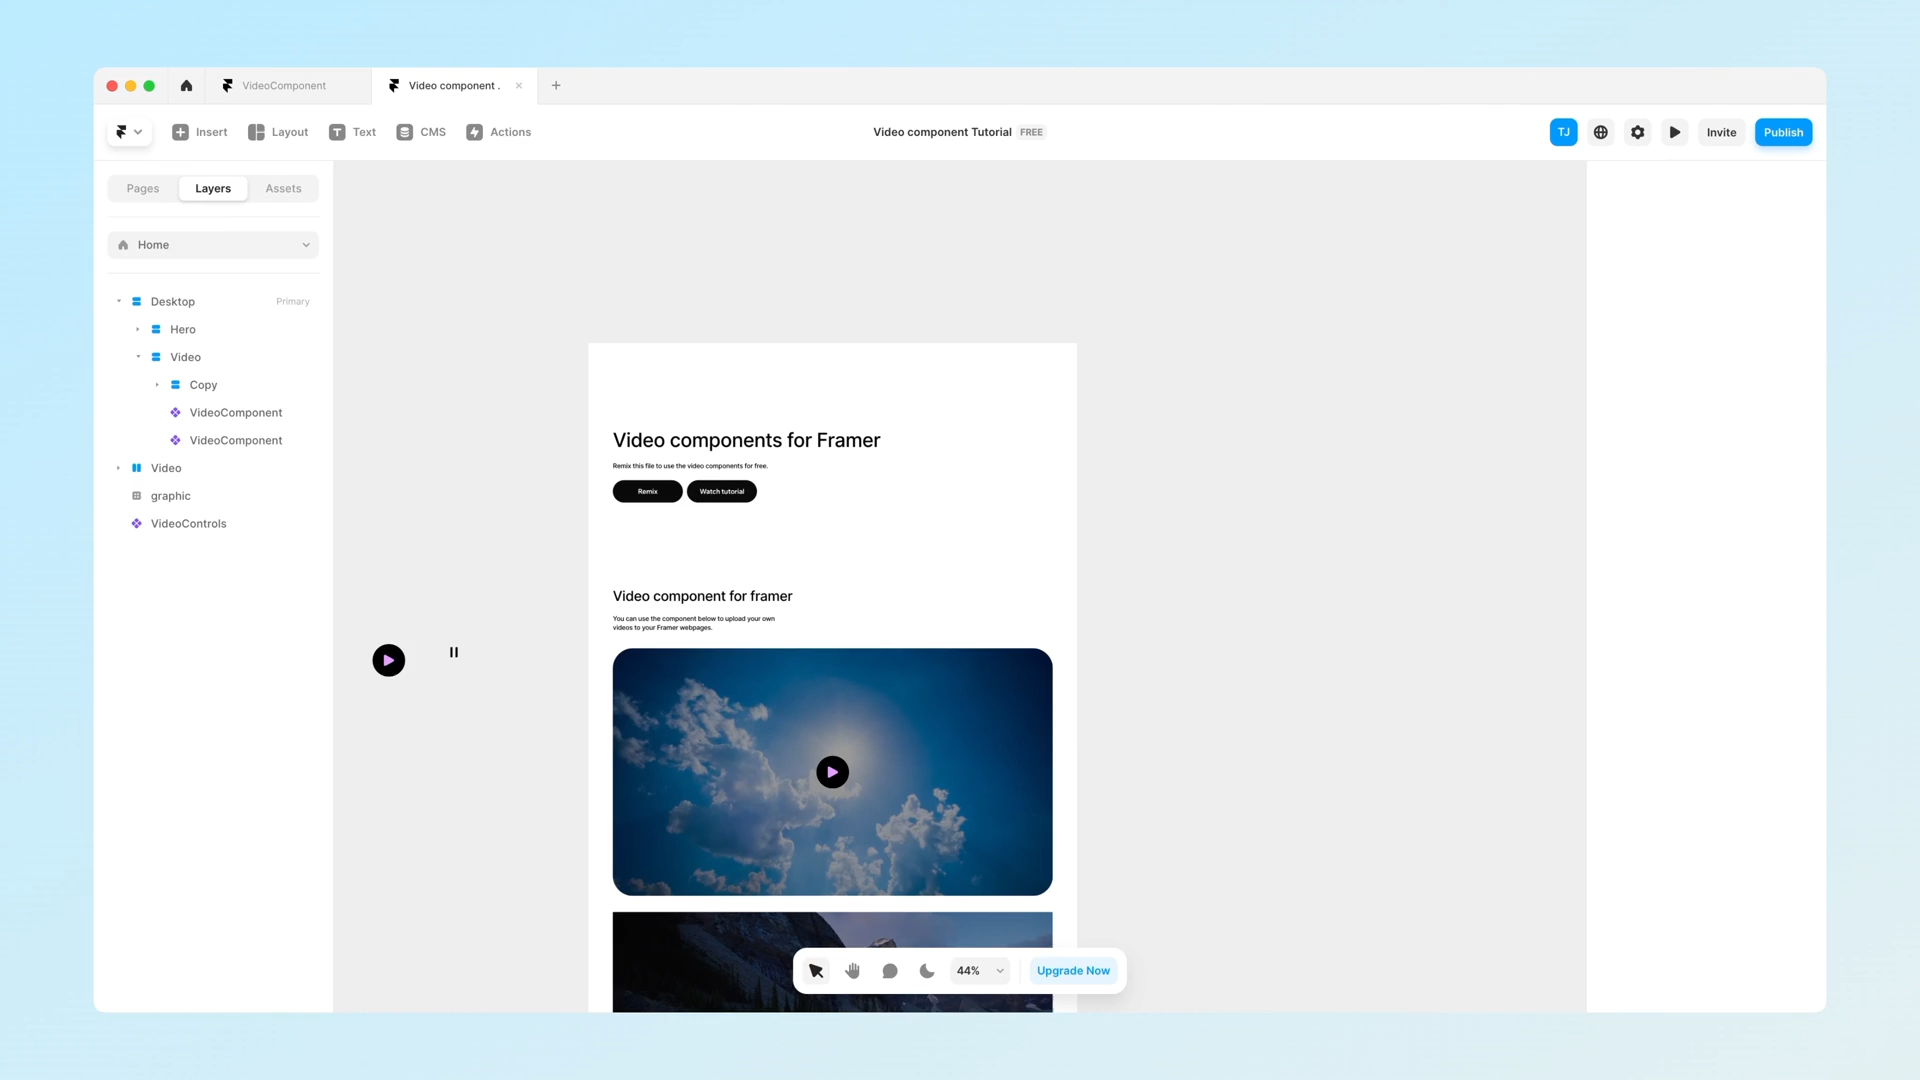 VideoComponent
Video component .
Insert
Layout
Text
CMS
Actions
Video component Tutorial FREE
TJ
Invite
Publish
Pages
Layers
Assets
Home
Desktop Primary
Hero
Video
Copy
VideoComponent
VideoComponent
Video
graphic
VideoControls
Video components for Framer
Remix this file to use the video components for free.
Remix
Watch tutorial
Video component for framer
You can use the component below to upload your own
videos to your Framer webpages.
44%
Upgrade Now